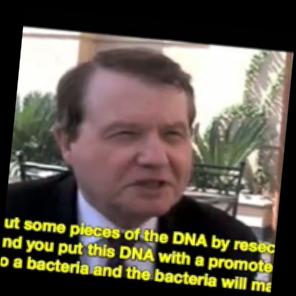 ut some pieces of the DNA by resec
nd you put this DNA with a promote
o a bacteria and the bacteria will ma